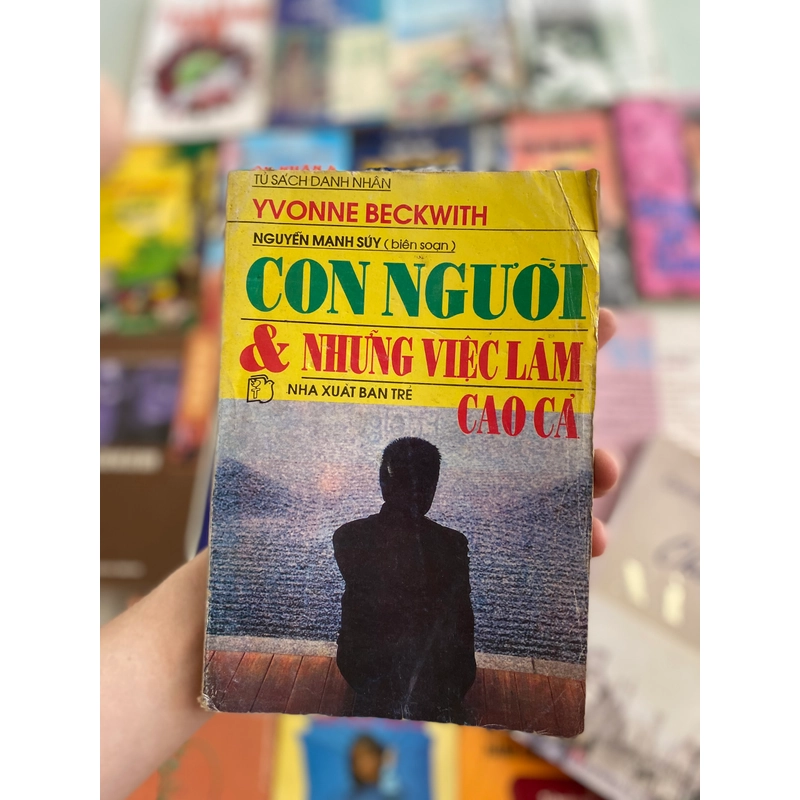 TỦ SÁCH DANH NHÂN
YVONNE BECKWITH
NGUYỄN MẠNH SÚY (biên soạn)
CON NGƯỜI
& NHỮNG VIỆC LÀM
NHÀ XUẤT BẢN TRẺ
CAO CẢ